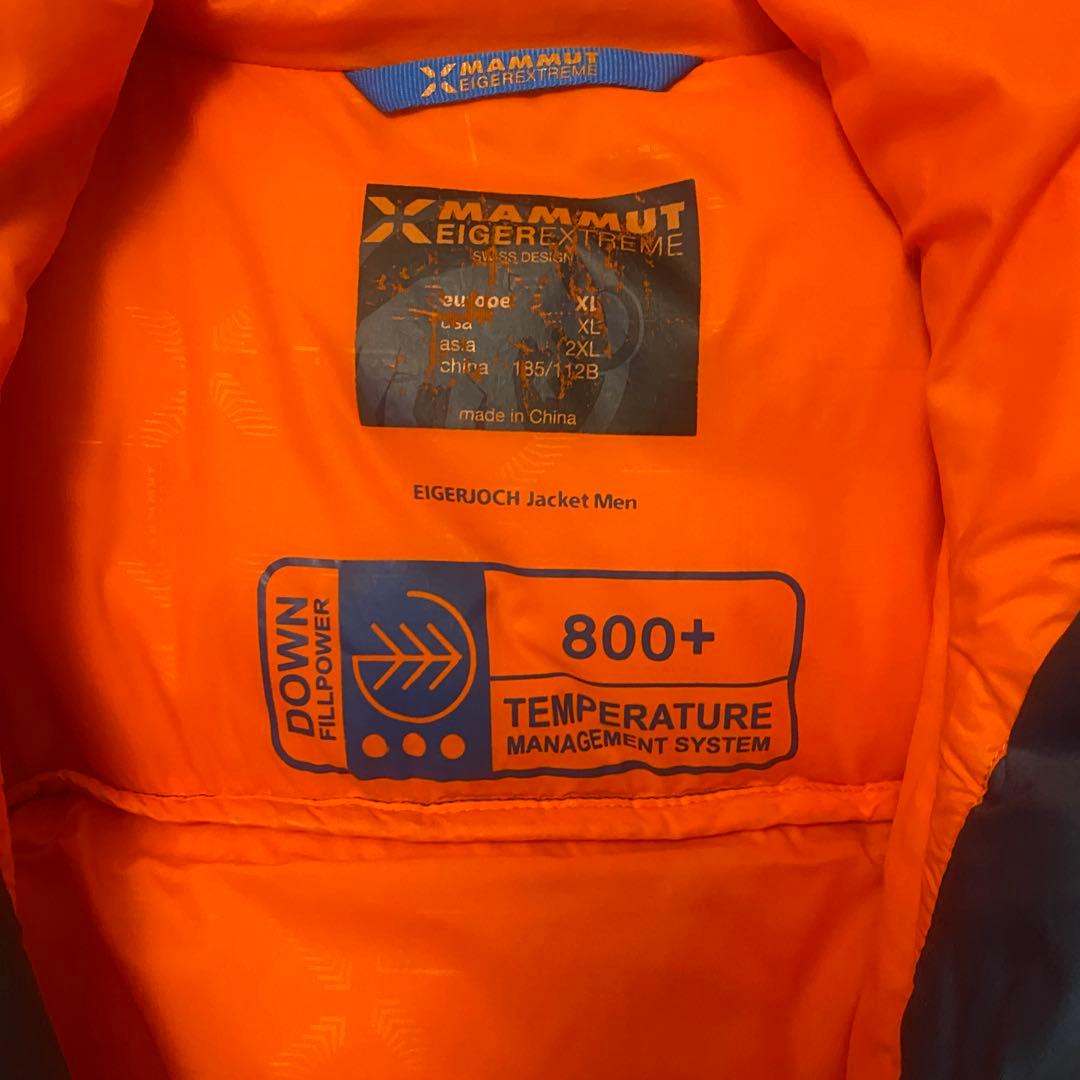 MAMMUT
EIGEREXTREME
MAMMUT
EIGEREXTREME
SWISS DESIGN
europe XL
usa XL
asia 2XL
china 185/112B
made in China
EIGERJOCH Jacket Men
DOWN
FILLPOWER
800+
TEMPERATURE
MANAGEMENT SYSTEM